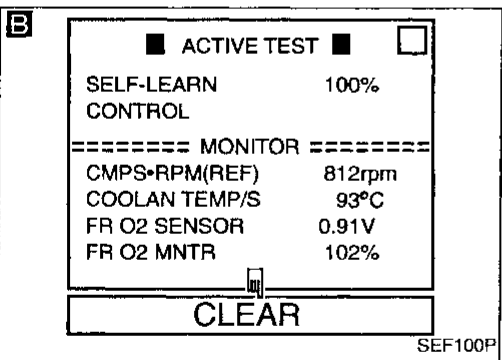 B
■ ACTIVE TEST ■
SELF-LEARN 100%
CONTROL
======== MONITOR ========
CMPS•RPM(REF) 812rpm
COOLAN TEMP/S 93°C
FR O2 SENSOR 0.91V
FR O2 MNTR 102%
CLEAR
SEF100P